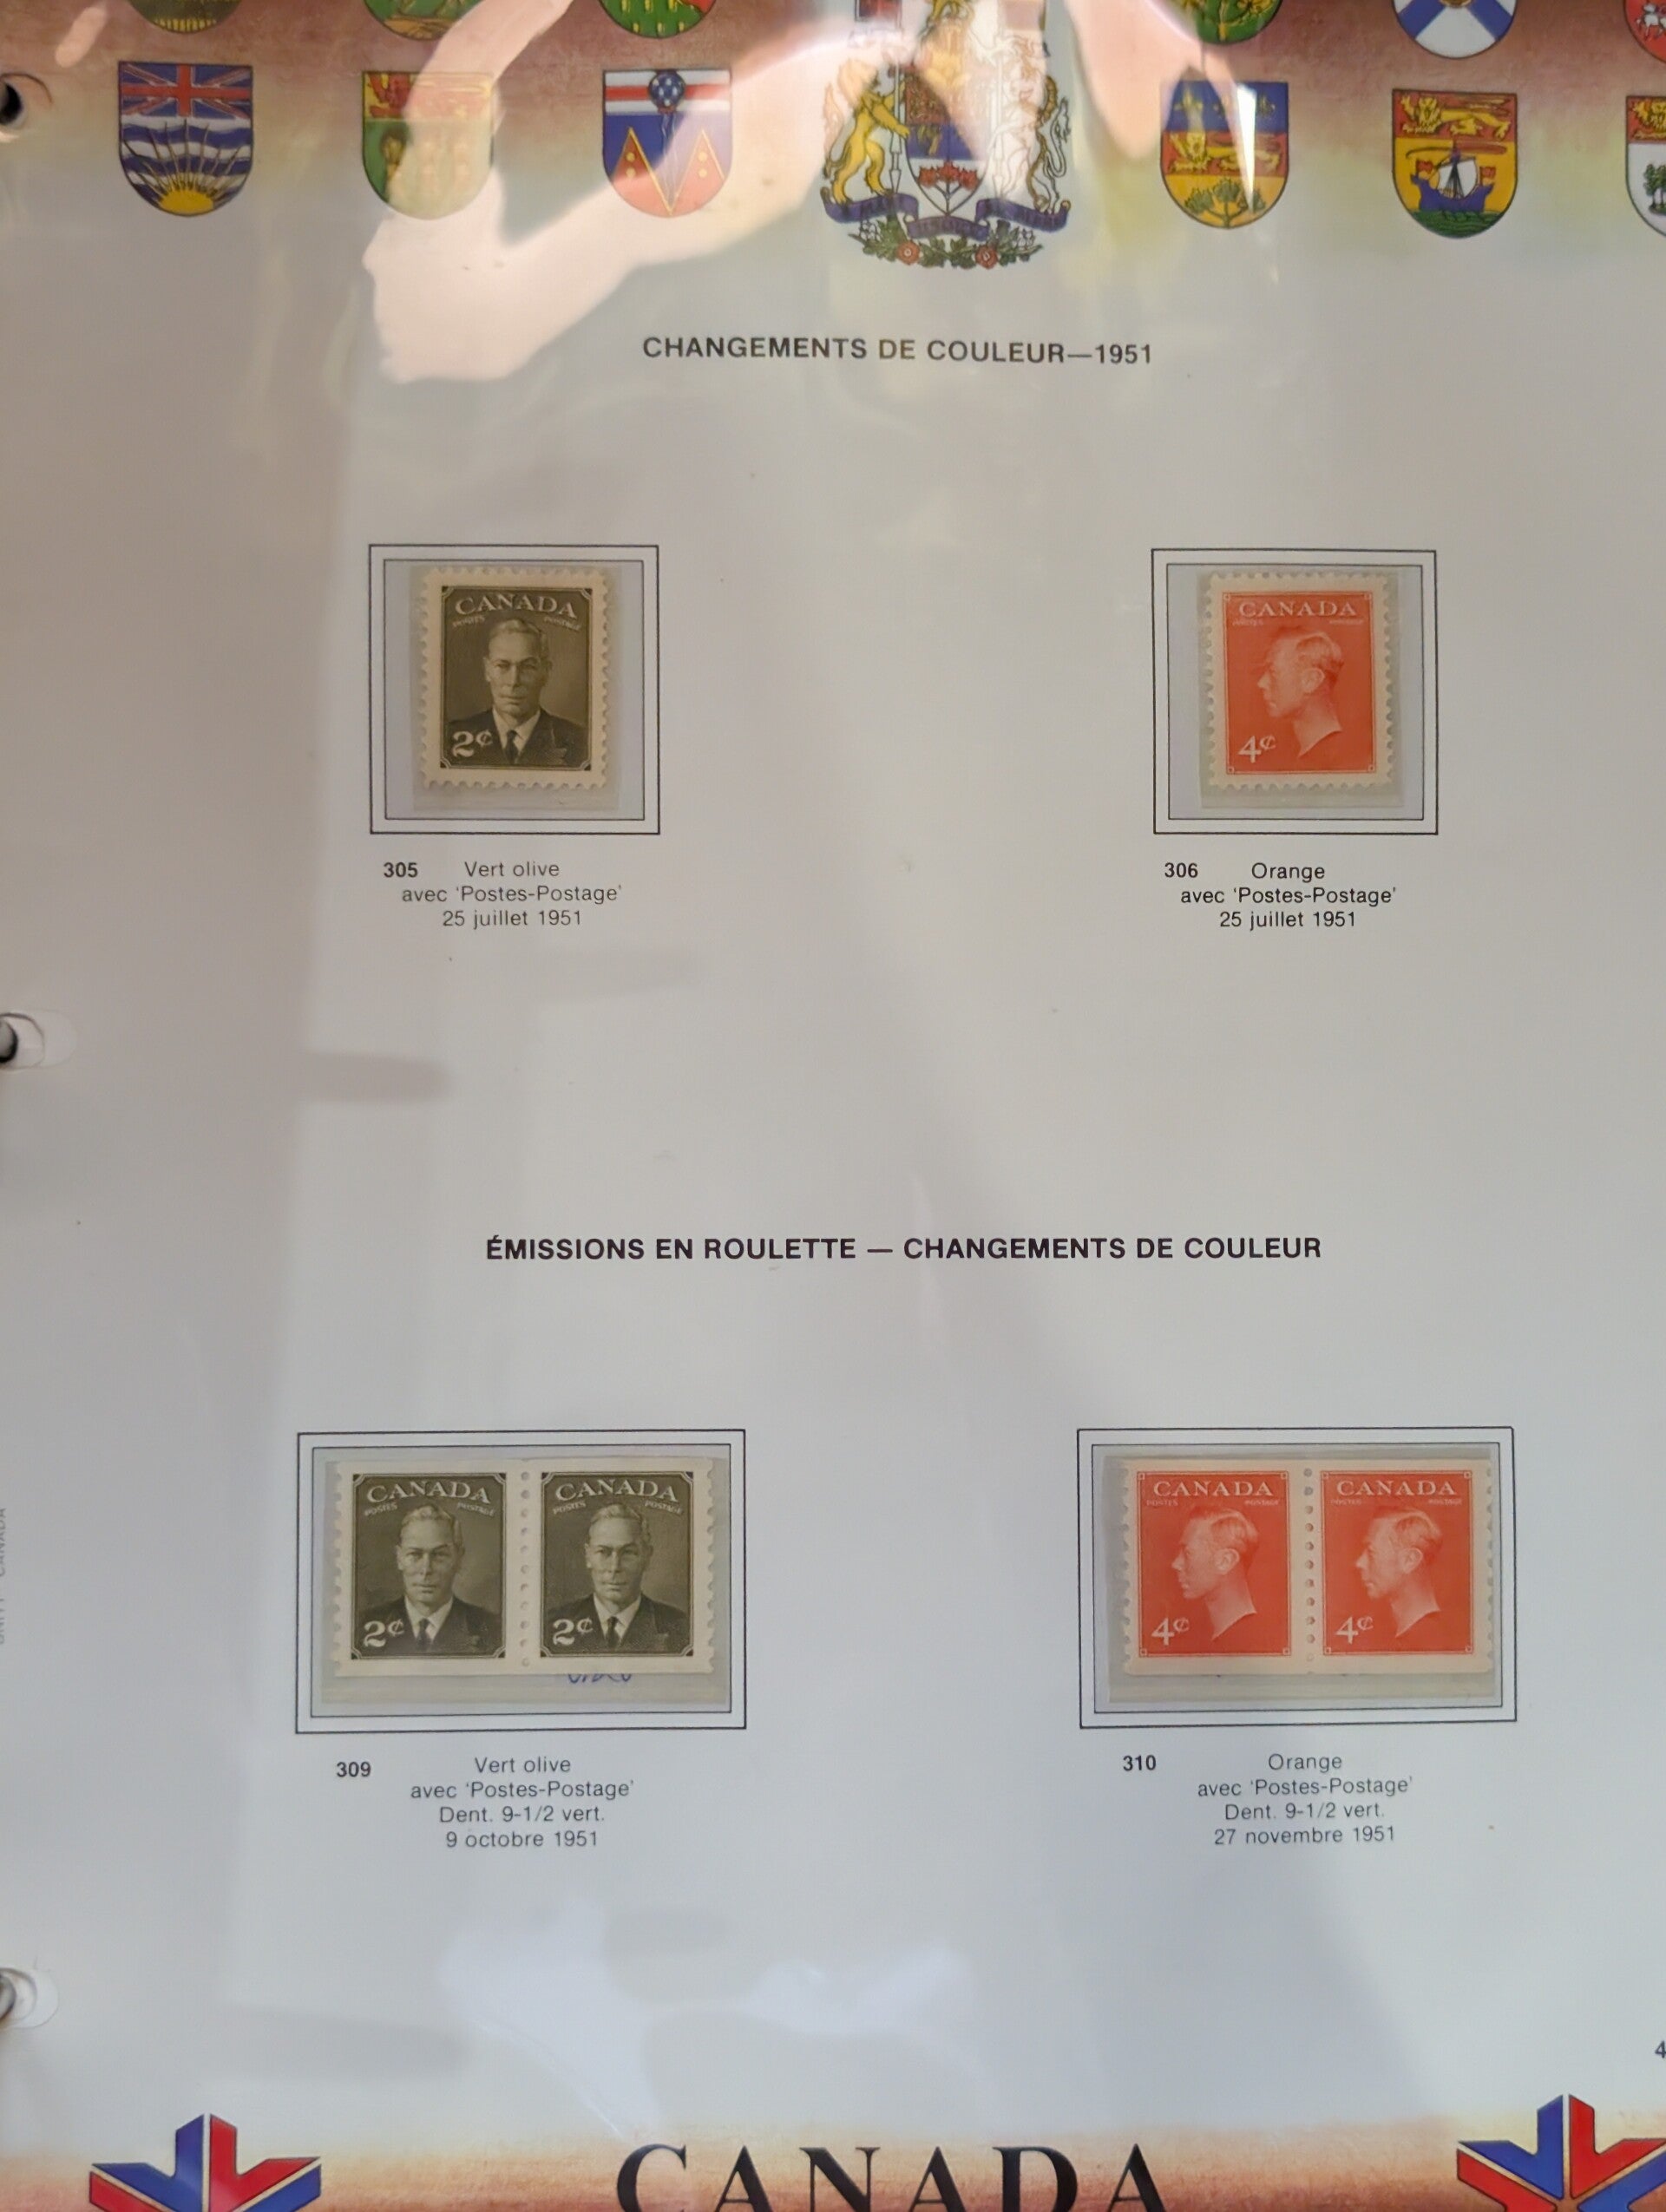 CHANGEMENTS DE COULEUR—1951
CANADA
POSTES POSTAGE
2¢
CANADA
POSTES POSTAGE
4¢
305 Vert olive
avec 'Postes-Postage'
25 juillet 1951
306 Orange
avec 'Postes-Postage'
25 juillet 1951
ÉMISSIONS EN ROULETTE — CHANGEMENTS DE COULEUR
CANADA
POSTES POSTAGE
2¢
CANADA
POSTES POSTAGE
2¢
CANADA
POSTES POSTAGE
4¢
CANADA
POSTES POSTAGE
4¢
309 Vert olive
avec 'Postes-Postage'
Dent. 9-1/2 vert.
9 octobre 1951
310 Orange
avec 'Postes-Postage'
Dent. 9-1/2 vert.
27 novembre 1951
4
CANADA